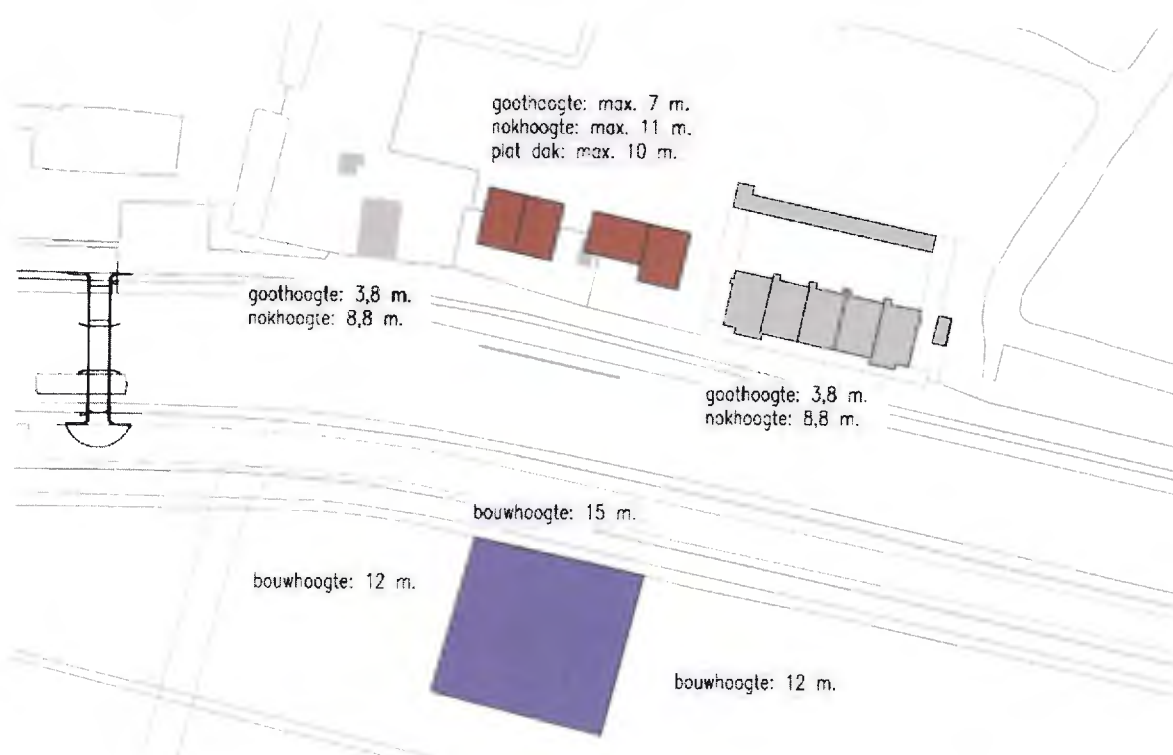 goothoogte: max. 7 m.
nokhoogte: max. 11 m.
plat dak: max. 10 m.
goothoogte: 3,8 m.
nokhoogte: 8,8 m.
goothoogte: 3,8 m.
nokhoogte: 8,8 m.
bouwhoogte: 15 m.
bouwhoogte: 12 m.
bouwhoogte: 12 m.